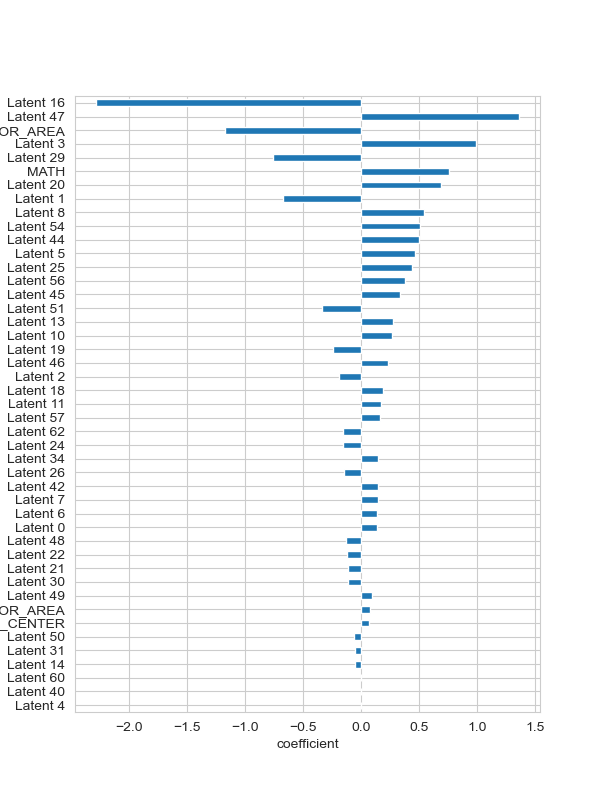 Latent 16
Latent 47
OR_AREA
Latent 3
Latent 29
MATH
Latent 20
Latent 1
Latent 8
Latent 54
Latent 44
Latent 5
Latent 25
Latent 56
Latent 45
Latent 51
Latent 13
Latent 10
Latent 19
Latent 46
Latent 2
Latent 18
Latent 11
Latent 57
Latent 62
Latent 24
Latent 34
Latent 26
Latent 42
Latent 7
Latent 6
Latent 0
Latent 48
Latent 22
Latent 21
Latent 30
Latent 49
OR_AREA
_CENTER
Latent 50
Latent 31
Latent 14
Latent 60
Latent 40
Latent 4
−2.0 −1.5 −1.0 −0.5 0.0 0.5 1.0 1.5
coefficient